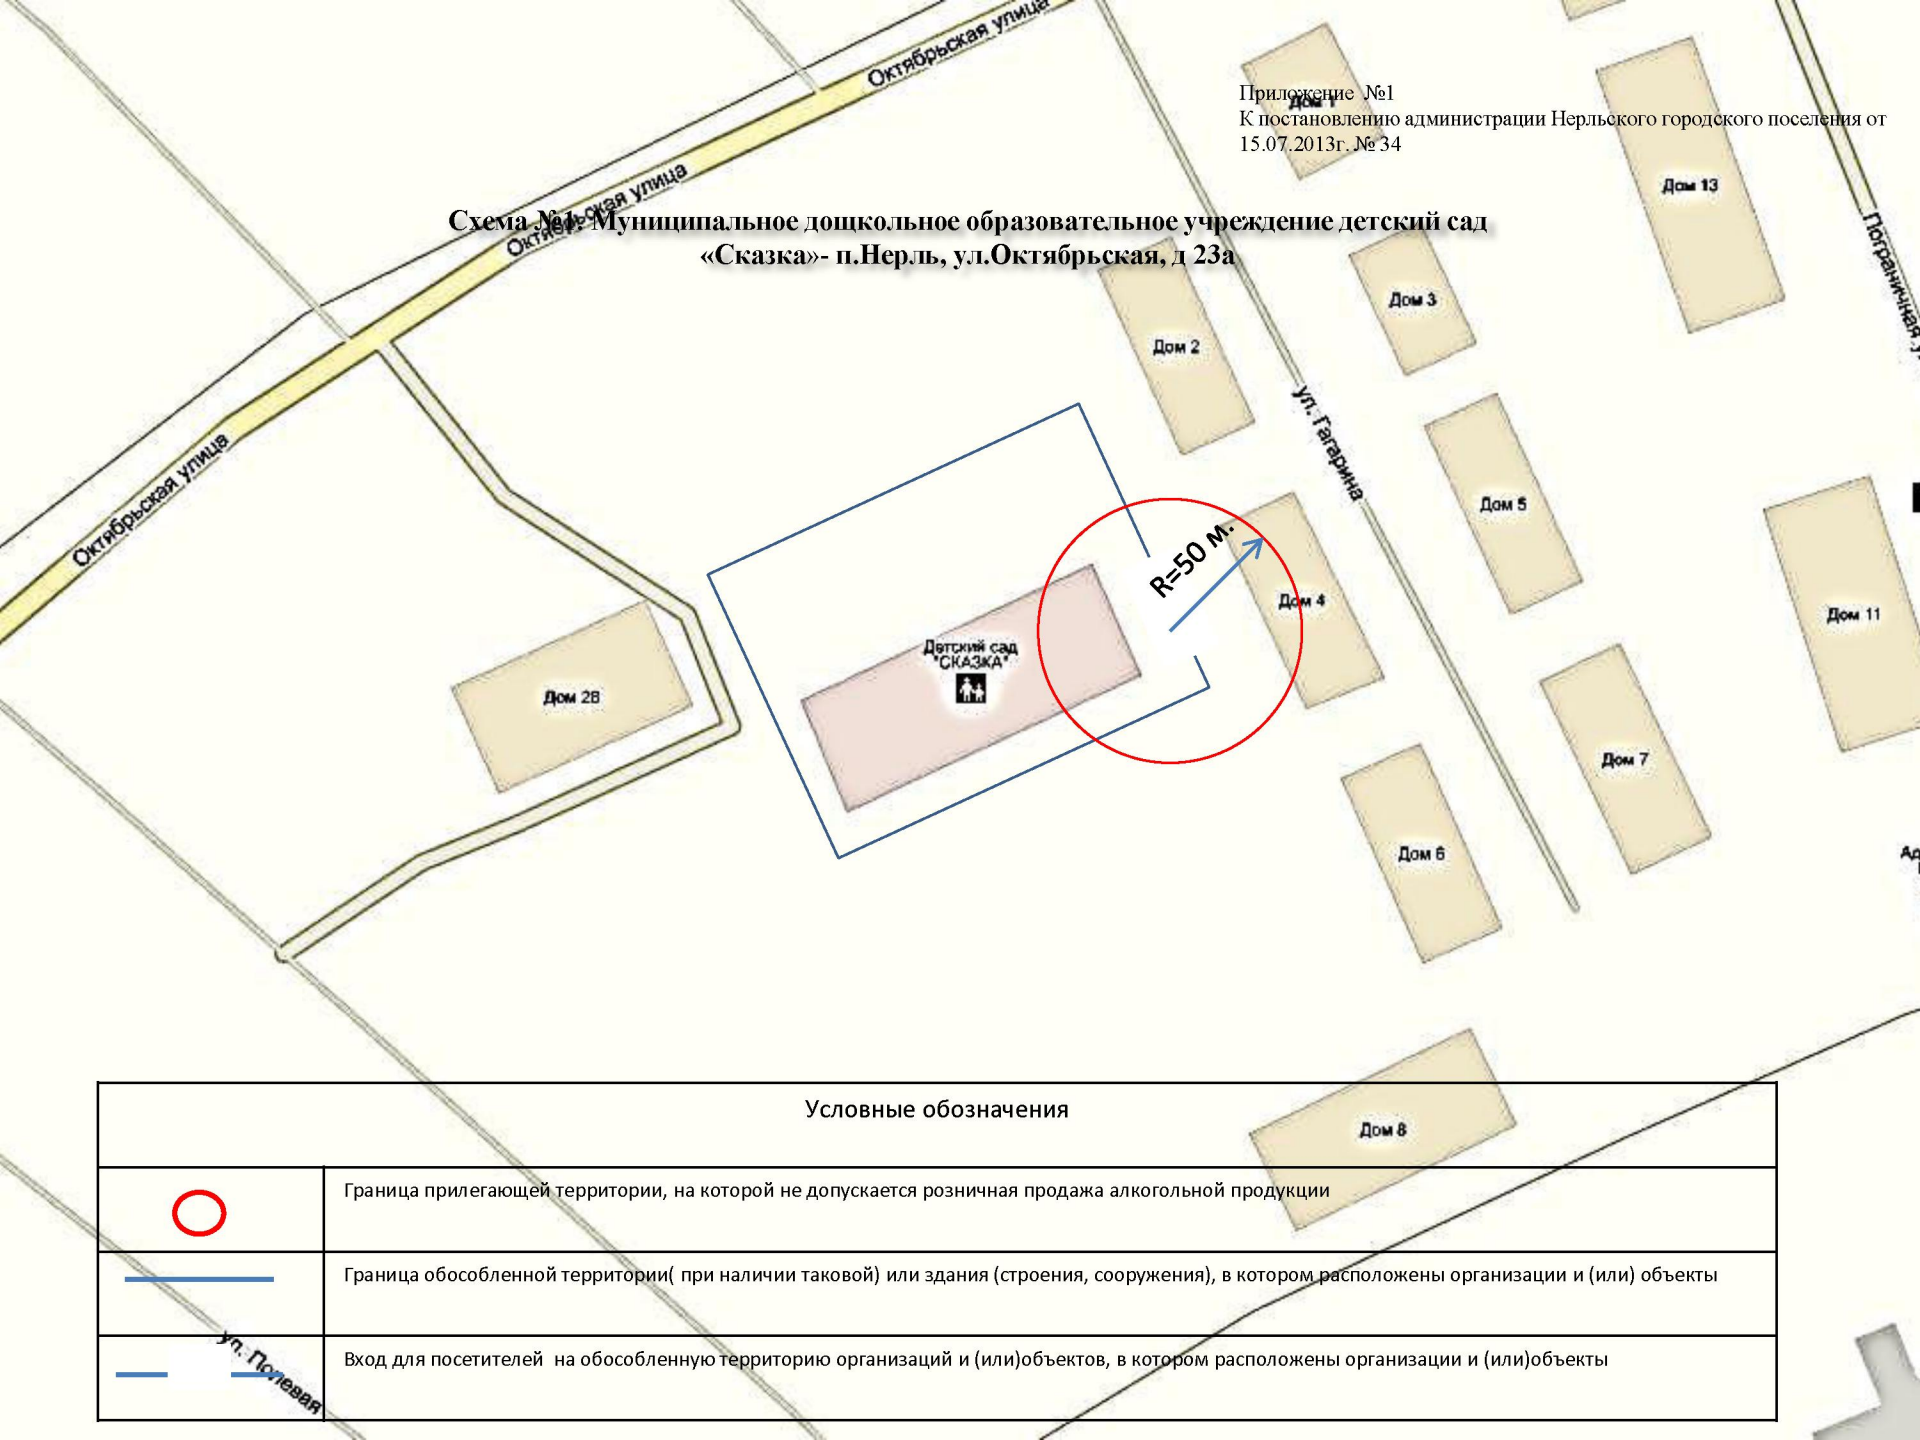 Октябрьская улица
Приложение №1
К постановлению администрации Нерльского городского поселения от
15.07.2013г. № 34
Дом 1
Дом 13
Октябрьская улица
Схема №1. Муниципальное дощкольное образовательное учреждение детский сад
«Сказка»- п.Нерль, ул.Октябрьская, д 23а
Пограничная у
Дом 3
Дом 2
ул. Гагарина
Октябрьская улица
Дом 5
R=50 м.
Дом 4
Дом 11
Детский сад
"СКАЗКА"
Дом 28
Дом 7
Дом 6
Ад
Дом 8
Условные обозначения
Граница прилегающей территории, на которой не допускается розничная продажа алкогольной продукции
Граница обособленной территории( при наличии таковой) или здания (строения, сооружения), в котором расположены организации и (или) объекты
Вход для посетителей  на обособленную территорию организаций и (или)объектов, в котором расположены организации и (или)объекты
ул. Полевая